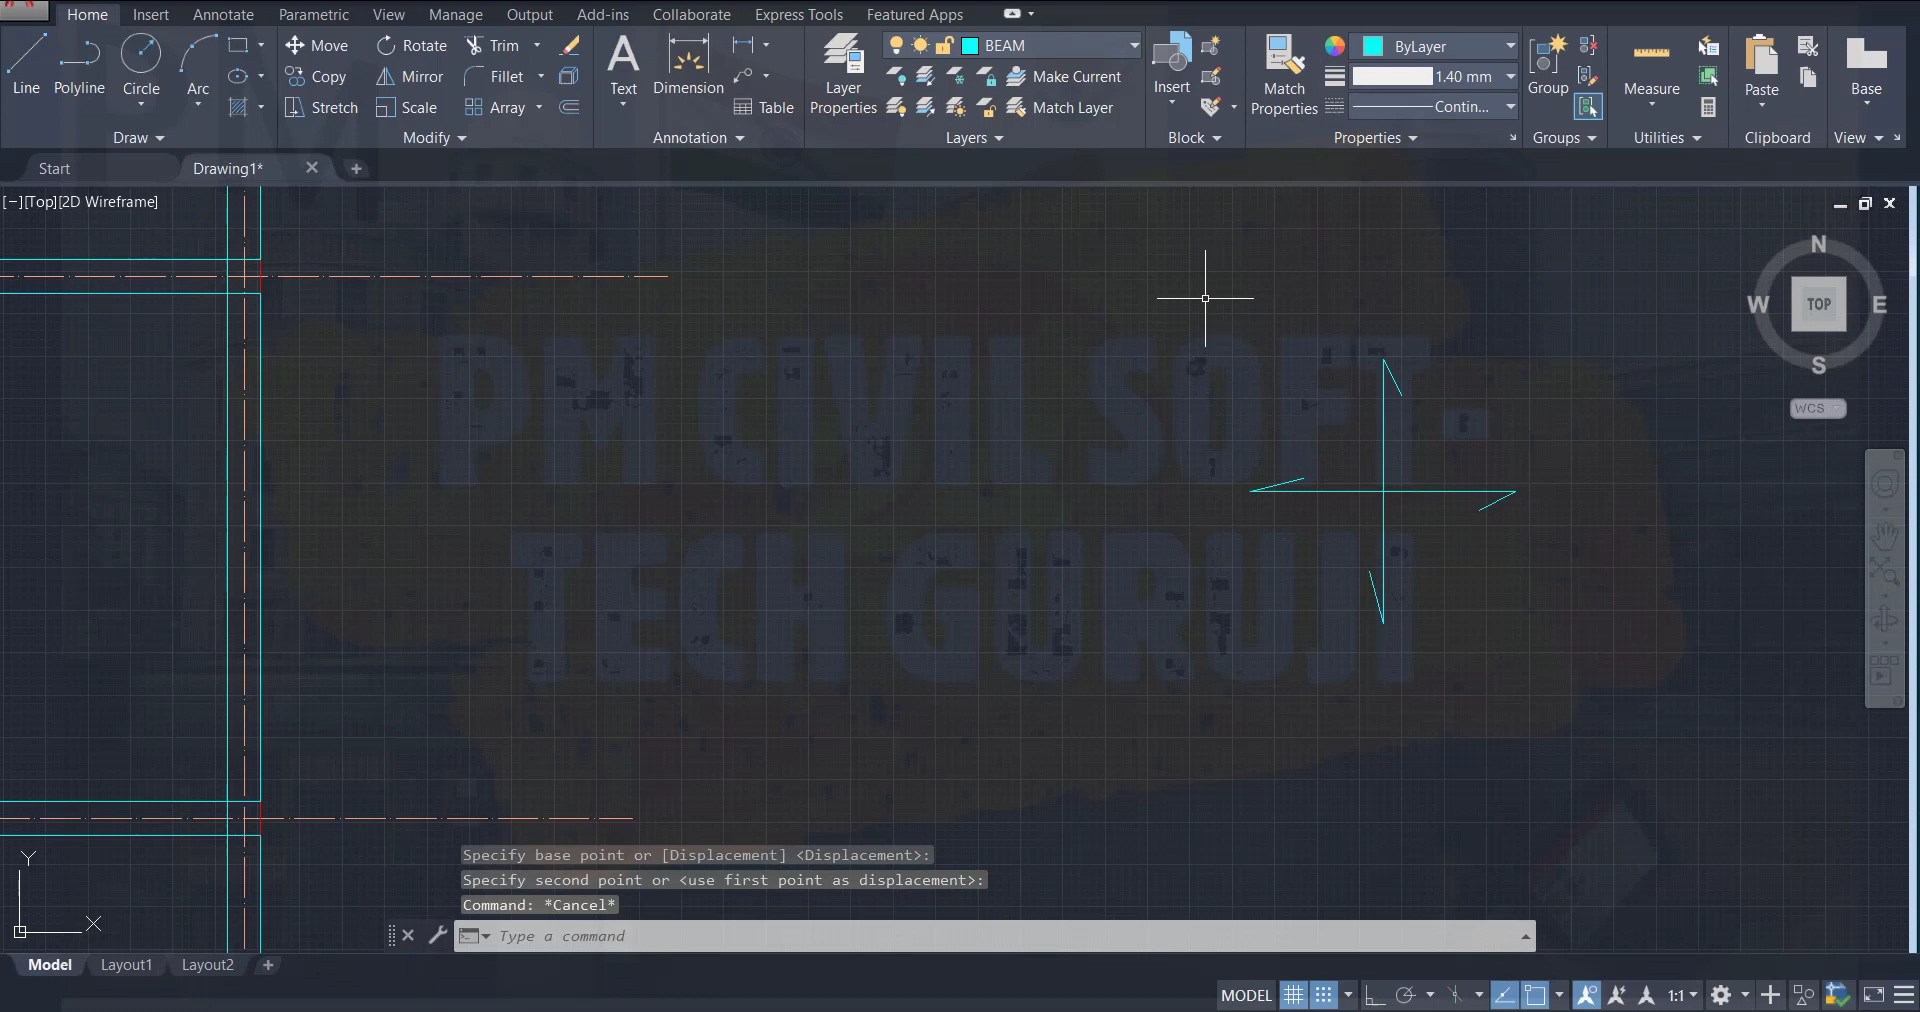 Home Insert Annotate Parametric View Manage Output Add-ins Collaborate Express Tools Featured Apps
Line Polyline Circle Arc
Move Rotate Trim
Copy Mirror Fillet
Stretch Scale Array
Text Dimension Table
Layer Properties
BEAM
Make Current
Match Layer
Insert
Match Properties
ByLayer
1.40 mm
Contin...
Group
Measure
Paste
Base
Draw Modify Annotation Layers Block Properties Groups Utilities Clipboard View
Start Drawing1*
[−][Top][2D Wireframe]
N
W TOP E
S
WCS
PM CIVIL SOFT-
TECH GURUJI
Y
X
Specify base point or [Displacement] <Displacement>:
Specify second point or <use first point as displacement>:
Command: *Cancel*
Type a command
Model Layout1 Layout2
MODEL 1:1